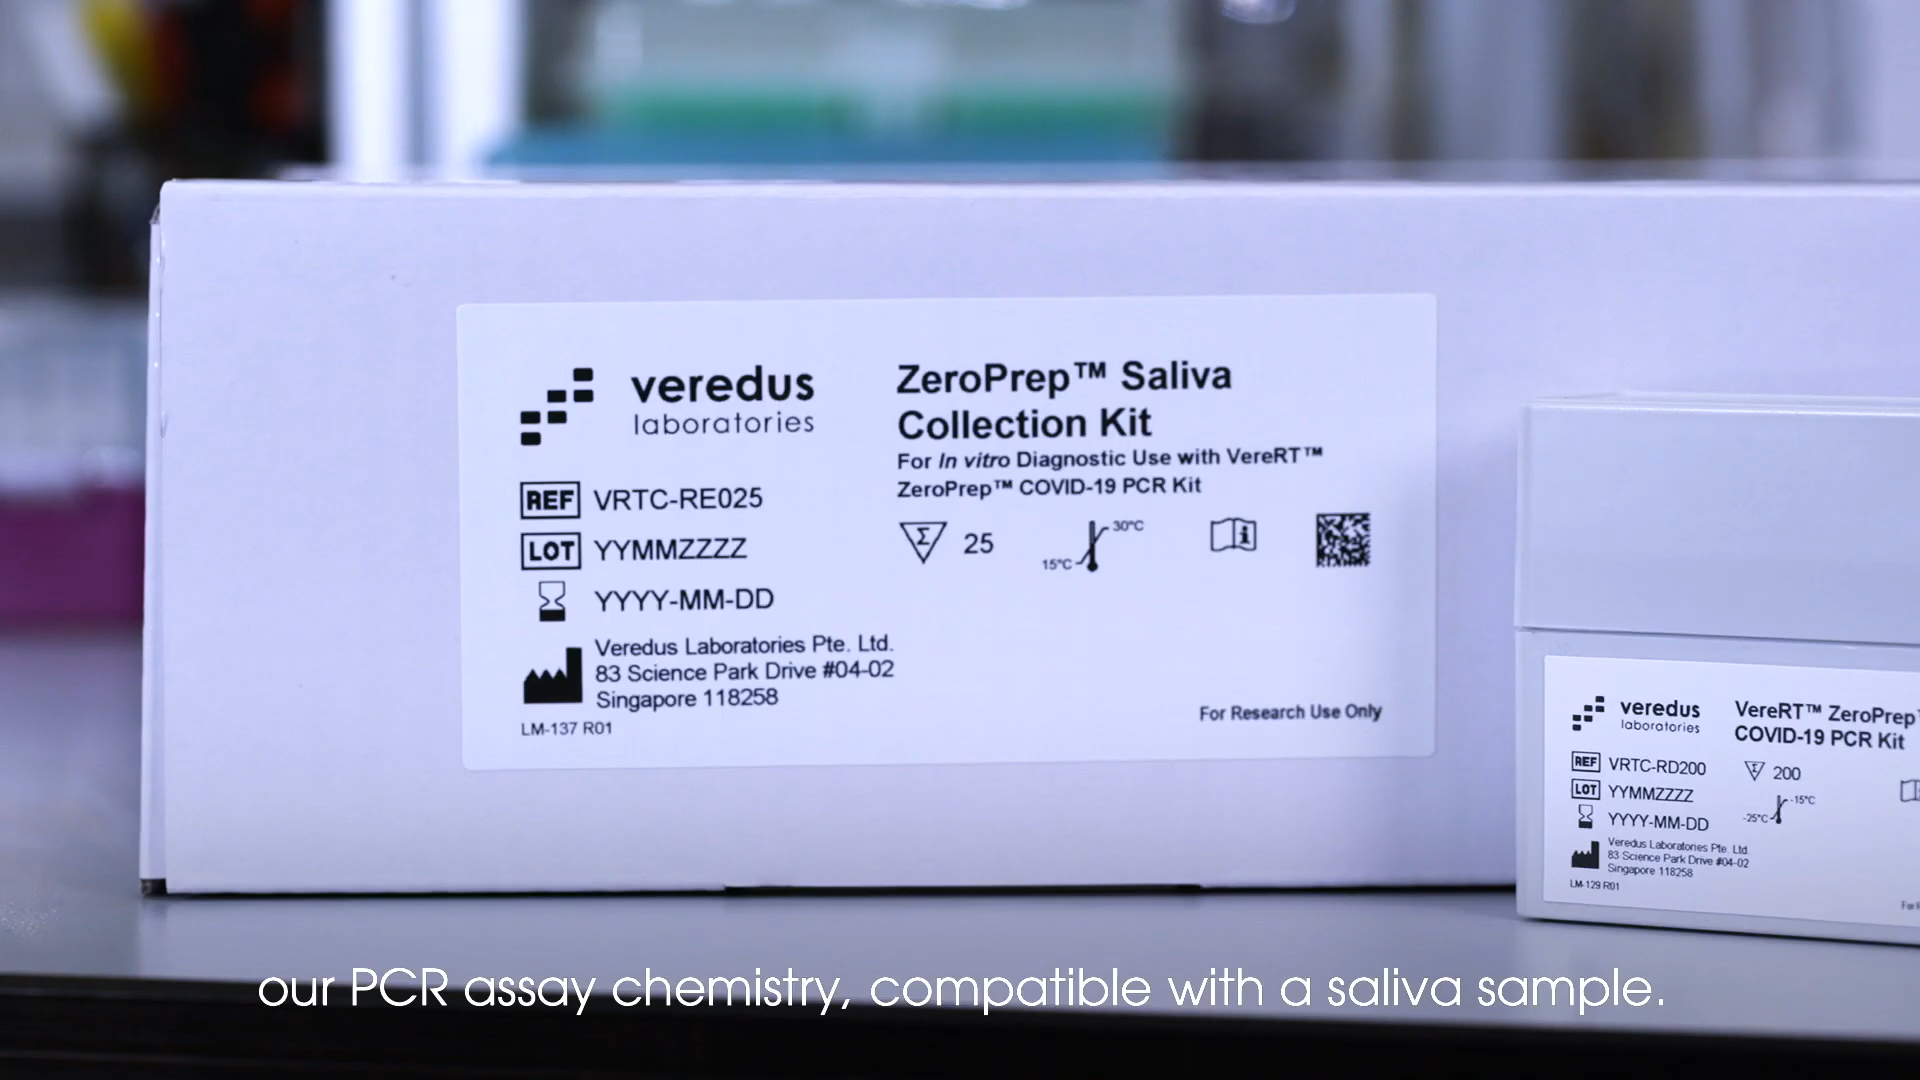 veredus
laboratories
REF VRTC-RE025
LOT YYMMZZZZ
YYYY-MM-DD
Veredus Laboratories Pte. Ltd.
83 Science Park Drive #04-02
Singapore 118258
LM-137 R01
ZeroPrep™ Saliva
Collection Kit
For In vitro Diagnostic Use with VereRT™
ZeroPrep™ COVID-19 PCR Kit
Σ 25
15°C
30°C
i
For Research Use Only
veredus
laboratories
REF VRTC-RD200
LOT YYMMZZZZ
YYYY-MM-DD
Veredus Laboratories Pte. Ltd.
83 Science Park Drive #04-02
Singapore 118258
LM-129 R01
VereRT™ ZeroPrep
COVID-19 PCR Kit
Σ 200
-25°C
-15°C
our PCR assay chemistry, compatible with a saliva sample.